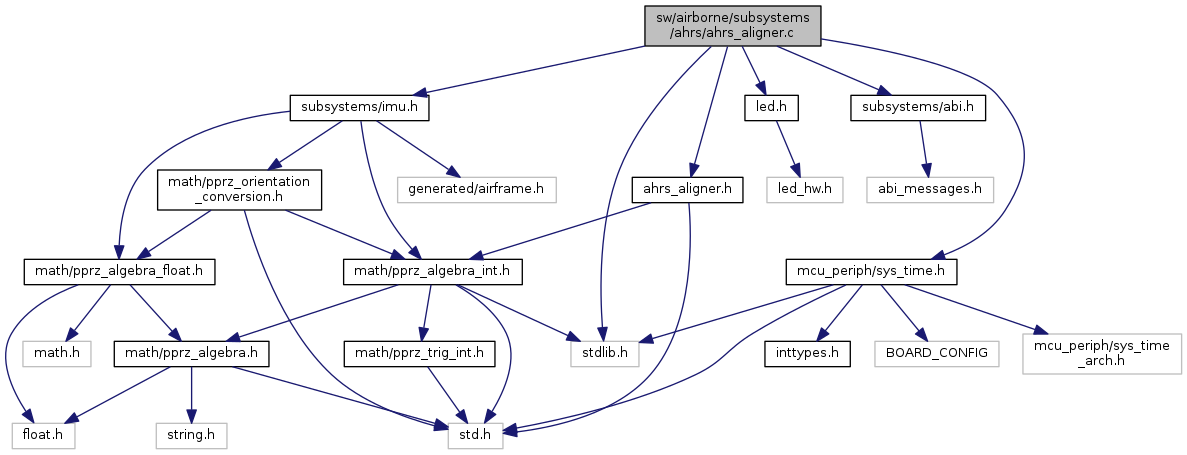 sw/airborne/subsystems
/ahrs/ahrs_aligner.c
subsystems/imu.h
led.h
subsystems/abi.h
math/pprz_orientation
_conversion.h
generated/airframe.h
ahrs_aligner.h
led_hw.h
abi_messages.h
math/pprz_algebra_float.h
math/pprz_algebra_int.h
mcu_periph/sys_time.h
math.h
math/pprz_algebra.h
math/pprz_trig_int.h
stdlib.h
inttypes.h
BOARD_CONFIG
mcu_periph/sys_time
_arch.h
float.h
string.h
std.h